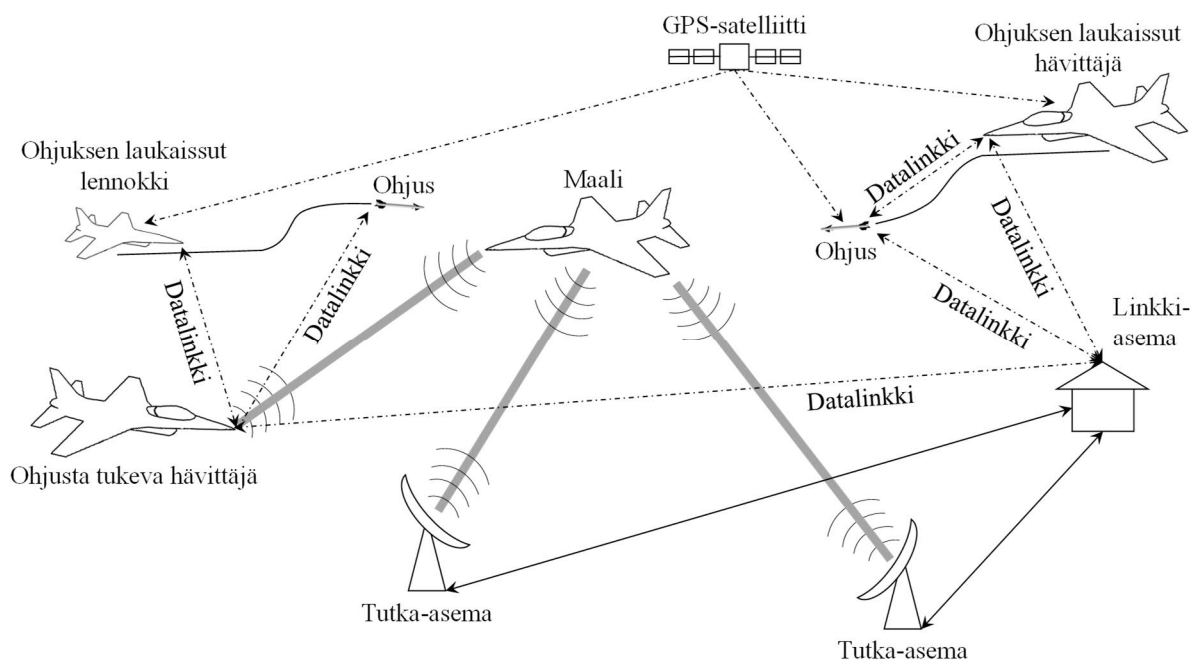 GPS-satelliitti
Ohjuksen laukaissut
hävittäjä
Ohjuksen laukaissut
lennokki
Ohjus
Maali
Datalinkki
Ohjus
Datalinkki
Datalinkki
Datalinkki
Datalinkki
Linkki-
asema
Datalinkki
Ohjusta tukeva hävittäjä
Tutka-asema
Tutka-asema